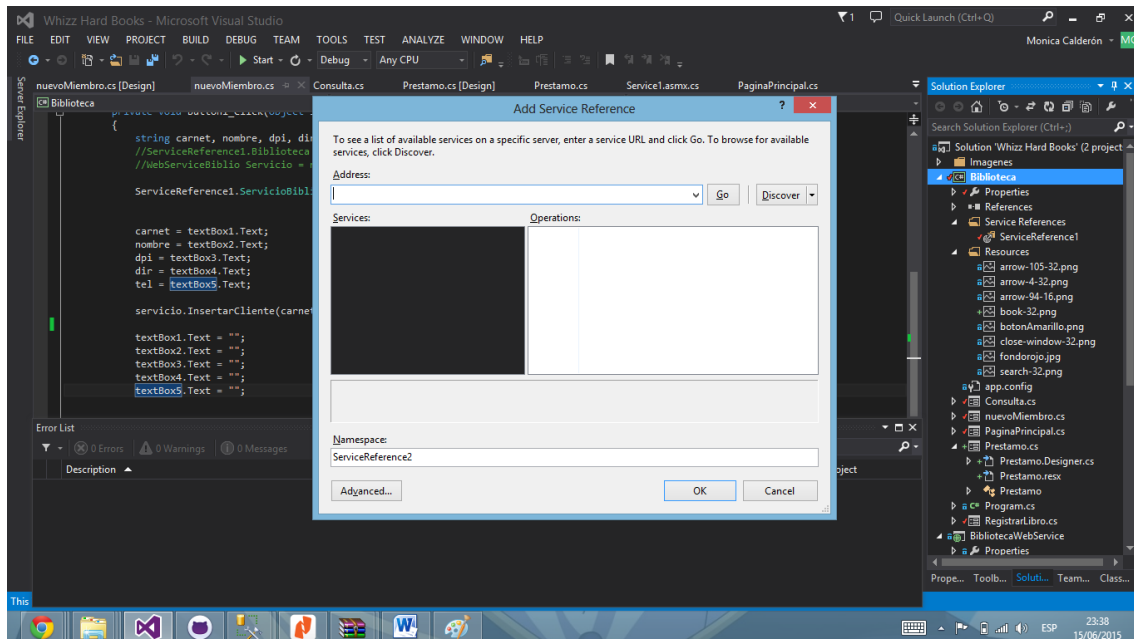 Whizz Hard Books - Microsoft Visual Studio
1
Quick Launch (Ctrl+Q)
FILE EDIT VIEW PROJECT BUILD DEBUG TEAM TOOLS TEST ANALYZE WINDOW HELP
Monica Calderón
MC
Start Debug Any CPU
Server Explorer
nuevoMiembro.cs [Design] nuevoMiembro.cs Consulta.cs Prestamo.cs [Design] Prestamo.cs Service1.asmx.cs PaginaPrincipal.cs
Biblioteca
{
string carnet, nombre, dpi,
//ServiceReference1.Biblioteca
//WebServiceBiblio Servicio =
ServiceReference1.ServicioBibl
carnet = textBox1.Text;
nombre = textBox2.Text;
dpi = textBox3.Text;
dir = textBox4.Text;
tel = textBox5.Text;
servicio.InsertarCliente(carne
textBox1.Text = "";
textBox2.Text = "";
textBox3.Text = "";
textBox4.Text = "";
textBox5.Text = "";
Add Service Reference
?
To see a list of available services on a specific server, enter a service URL and click Go. To browse for available
services, click Discover.
Address:
Go Discover
Services: Operations:
Namespace:
ServiceReference2
Advanced... OK Cancel
Error List
0 Errors 0 Warnings 0 Messages
Description
oject
Solution Explorer
Search Solution Explorer (Ctrl+;)
Solution 'Whizz Hard Books' (2 project
Imagenes
Biblioteca
Properties
References
Service References
ServiceReference1
Resources
arrow-105-32.png
arrow-4-32.png
arrow-94-16.png
book-32.png
botonAmarillo.png
close-window-32.png
fondorojo.jpg
search-32.png
app.config
Consulta.cs
nuevoMiembro.cs
PaginaPrincipal.cs
Prestamo.cs
Prestamo.Designer.cs
Prestamo.resx
Prestamo
Program.cs
RegistrarLibro.cs
BibliotecaWebService
Properties
Prope... Toolb... Soluti... Team... Class...
This
ESP
23:38
15/06/2015